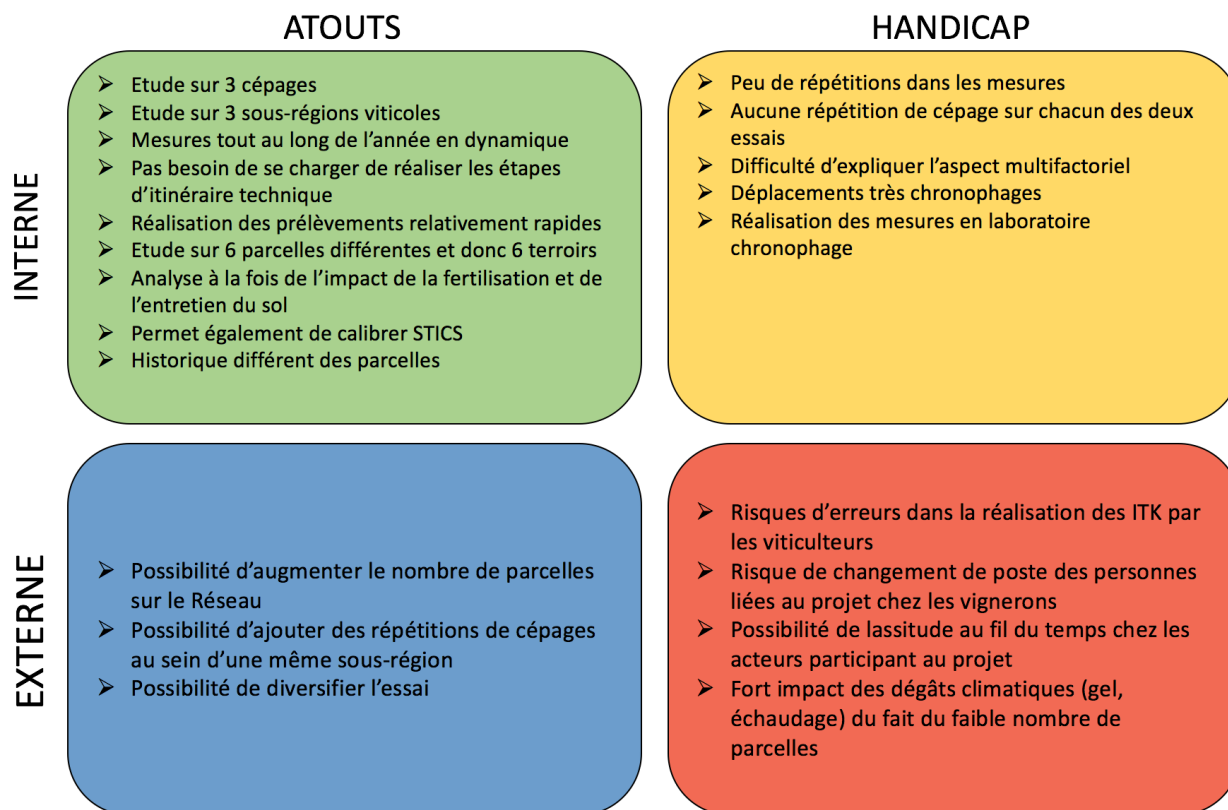 ATOUTS
HANDICAP
INTERNE
➢ Etude sur 3 cépages
➢ Etude sur 3 sous-régions viticoles
➢ Mesures tout au long de l’année en dynamique
➢ Pas besoin de se charger de réaliser les étapes
d’itinéraire technique
➢ Réalisation des prélèvements relativement rapides
➢ Etude sur 6 parcelles différentes et donc 6 terroirs
➢ Analyse à la fois de l’impact de la fertilisation et de
l’entretien du sol
➢ Permet également de calibrer STICS
➢ Historique différent des parcelles
➢ Peu de répétitions dans les mesures
➢ Aucune répétition de cépage sur chacun des deux
essais
➢ Difficulté d’expliquer l’aspect multifactoriel
➢ Déplacements très chronophages
➢ Réalisation des mesures en laboratoire
chronophage
EXTERNE
➢ Possibilité d’augmenter le nombre de parcelles
sur le Réseau
➢ Possibilité d’ajouter des répétitions de cépages
au sein d’une même sous-région
➢ Possibilité de diversifier l’essai
➢ Risques d’erreurs dans la réalisation des ITK par
les viticulteurs
➢ Risque de changement de poste des personnes
liées au projet chez les vignerons
➢ Possibilité de lassitude au fil du temps chez les
acteurs participant au projet
➢ Fort impact des dégâts climatiques (gel,
échaudage) du fait du faible nombre de
parcelles